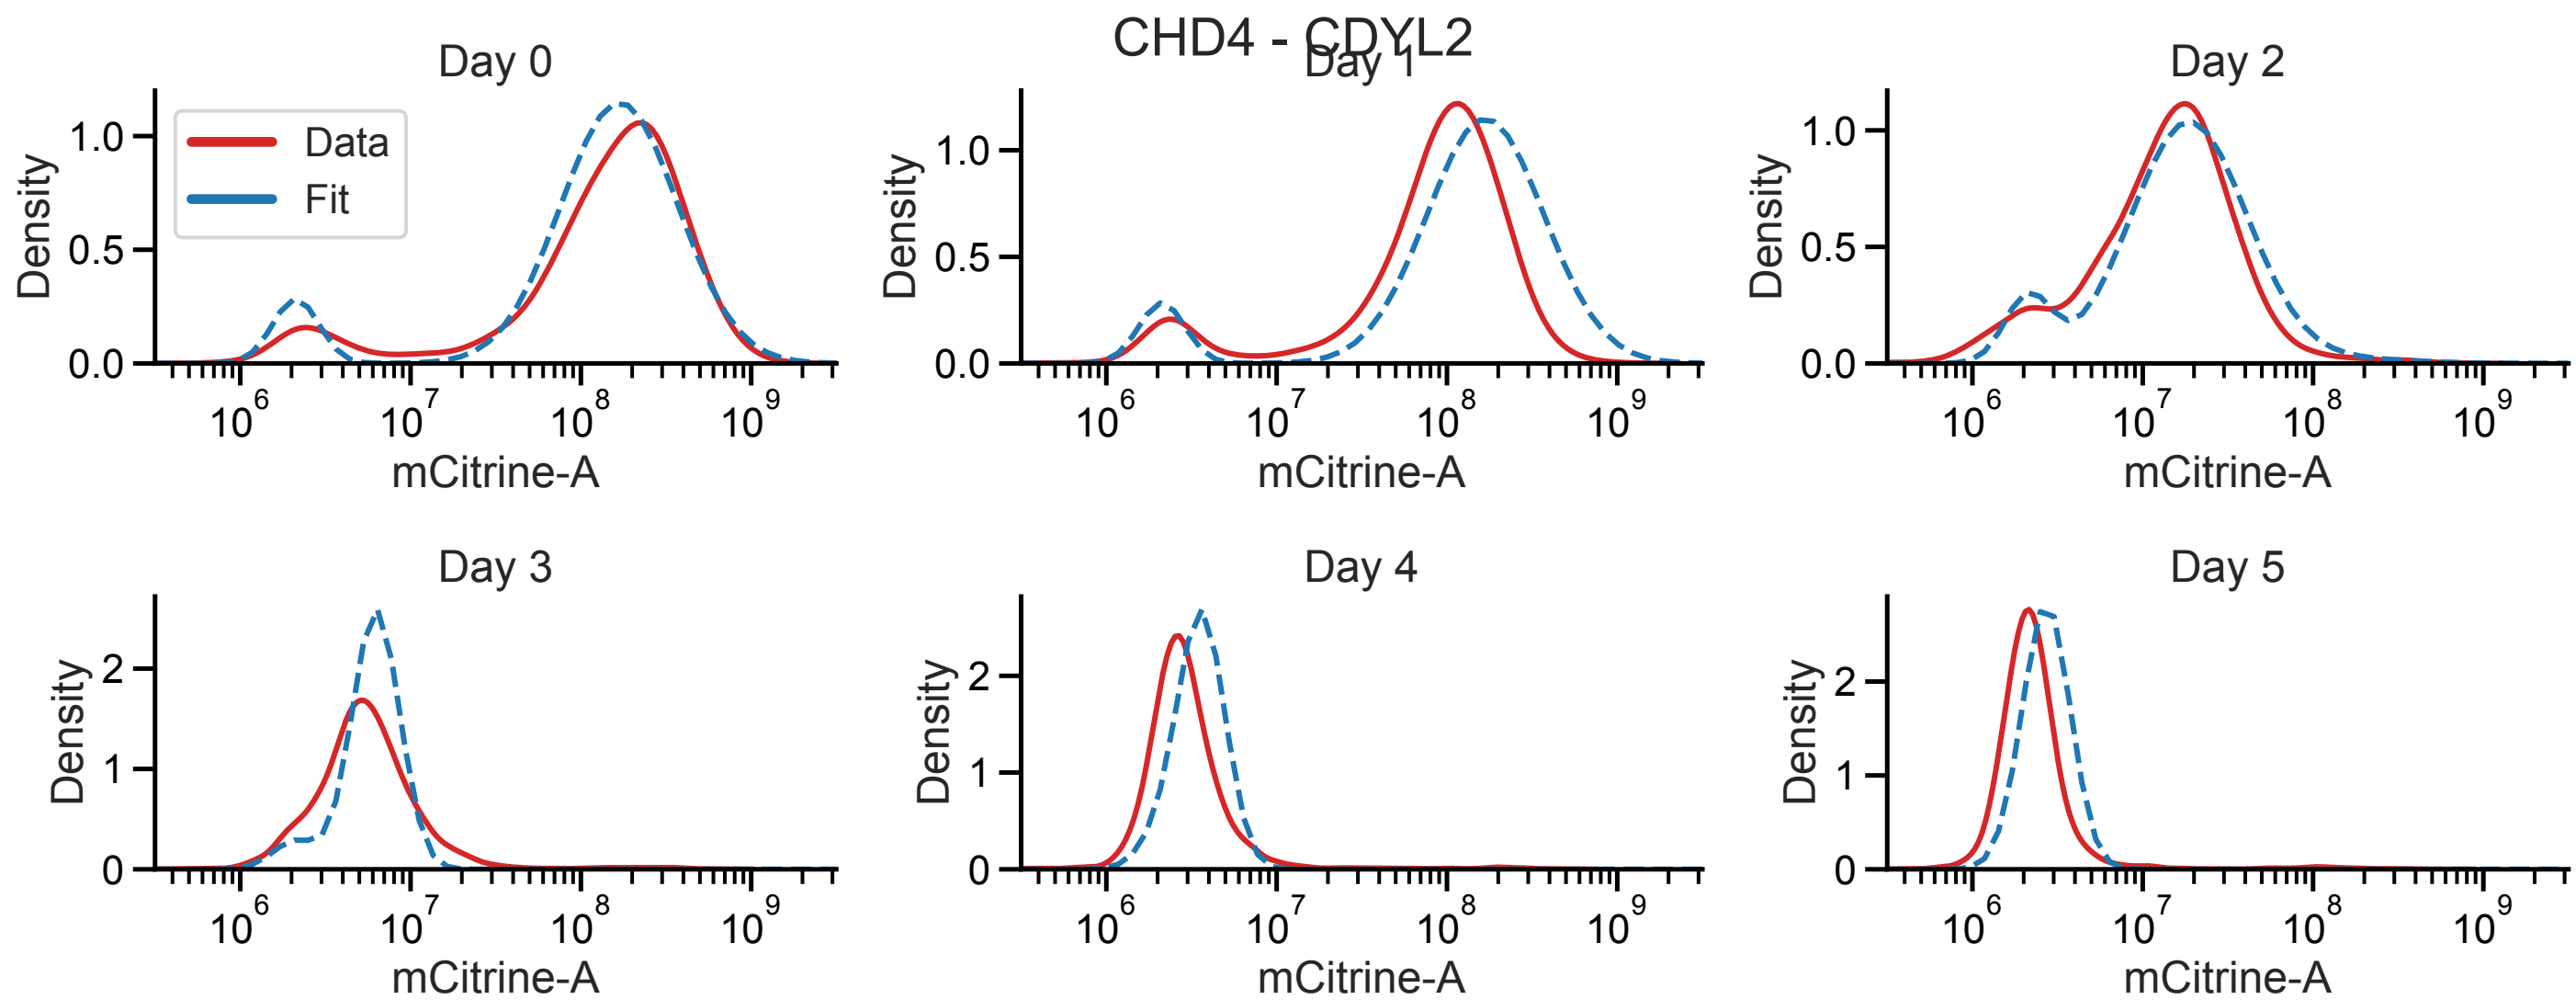 CHD4 - CDYL2
Day 0
Day 1
Day 2
Density
1.0
0.5
0.0
Data
Fit
10^6
10^7
10^8
10^9
mCitrine-A
Density
1.0
0.5
0.0
10^6
10^7
10^8
10^9
mCitrine-A
Density
1.0
0.5
0.0
10^6
10^7
10^8
10^9
mCitrine-A
Day 3
Day 4
Day 5
Density
2
1
0
10^6
10^7
10^8
10^9
mCitrine-A
Density
2
1
0
10^6
10^7
10^8
10^9
mCitrine-A
Density
2
1
0
10^6
10^7
10^8
10^9
mCitrine-A